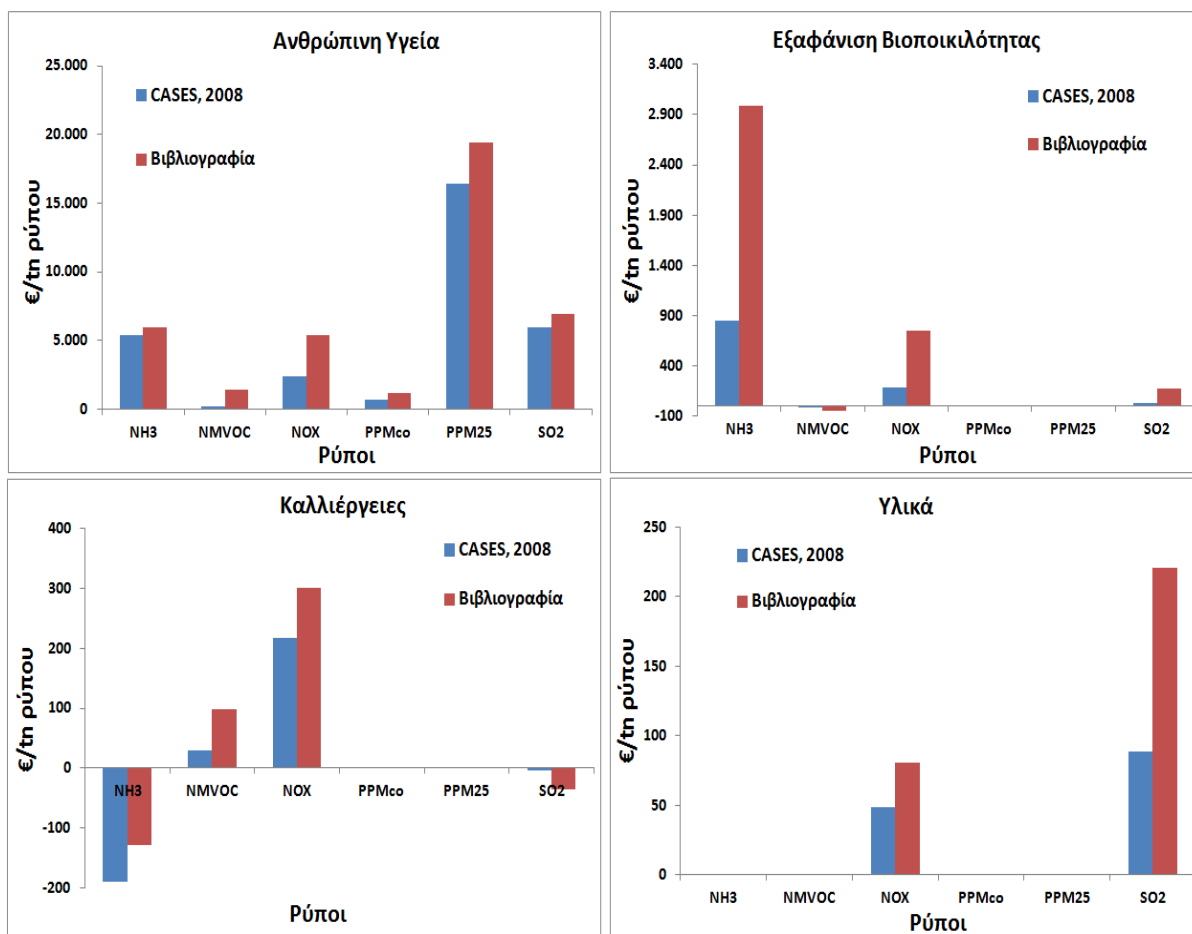 Ανθρώπινη Υγεία
25.000
20.000
15.000
10.000
5.000
0
€/tn ρύπου
CASES, 2008
Βιβλιογραφία
NH3 NMVOC NOX PPMco PPM25 SO2
Ρύποι
Εξαφάνιση Βιοποικιλότητας
3.400
2.900
2.400
1.900
1.400
900
400
-100
€/tn ρύπου
CASES, 2008
Βιβλιογραφία
NH3 NMVOC NOX PPMco PPM25 SO2
Ρύποι
Καλλιέργειες
400
300
200
100
0
-100
-200
€/tn ρύπου
CASES, 2008
Βιβλιογραφία
NH3 NMVOC NOX PPMco PPM25 SO2
Ρύποι
Υλικά
250
200
150
100
50
0
€/tn ρύπου
CASES, 2008
Βιβλιογραφία
NH3 NMVOC NOX PPMco PPM25 SO2
Ρύποι